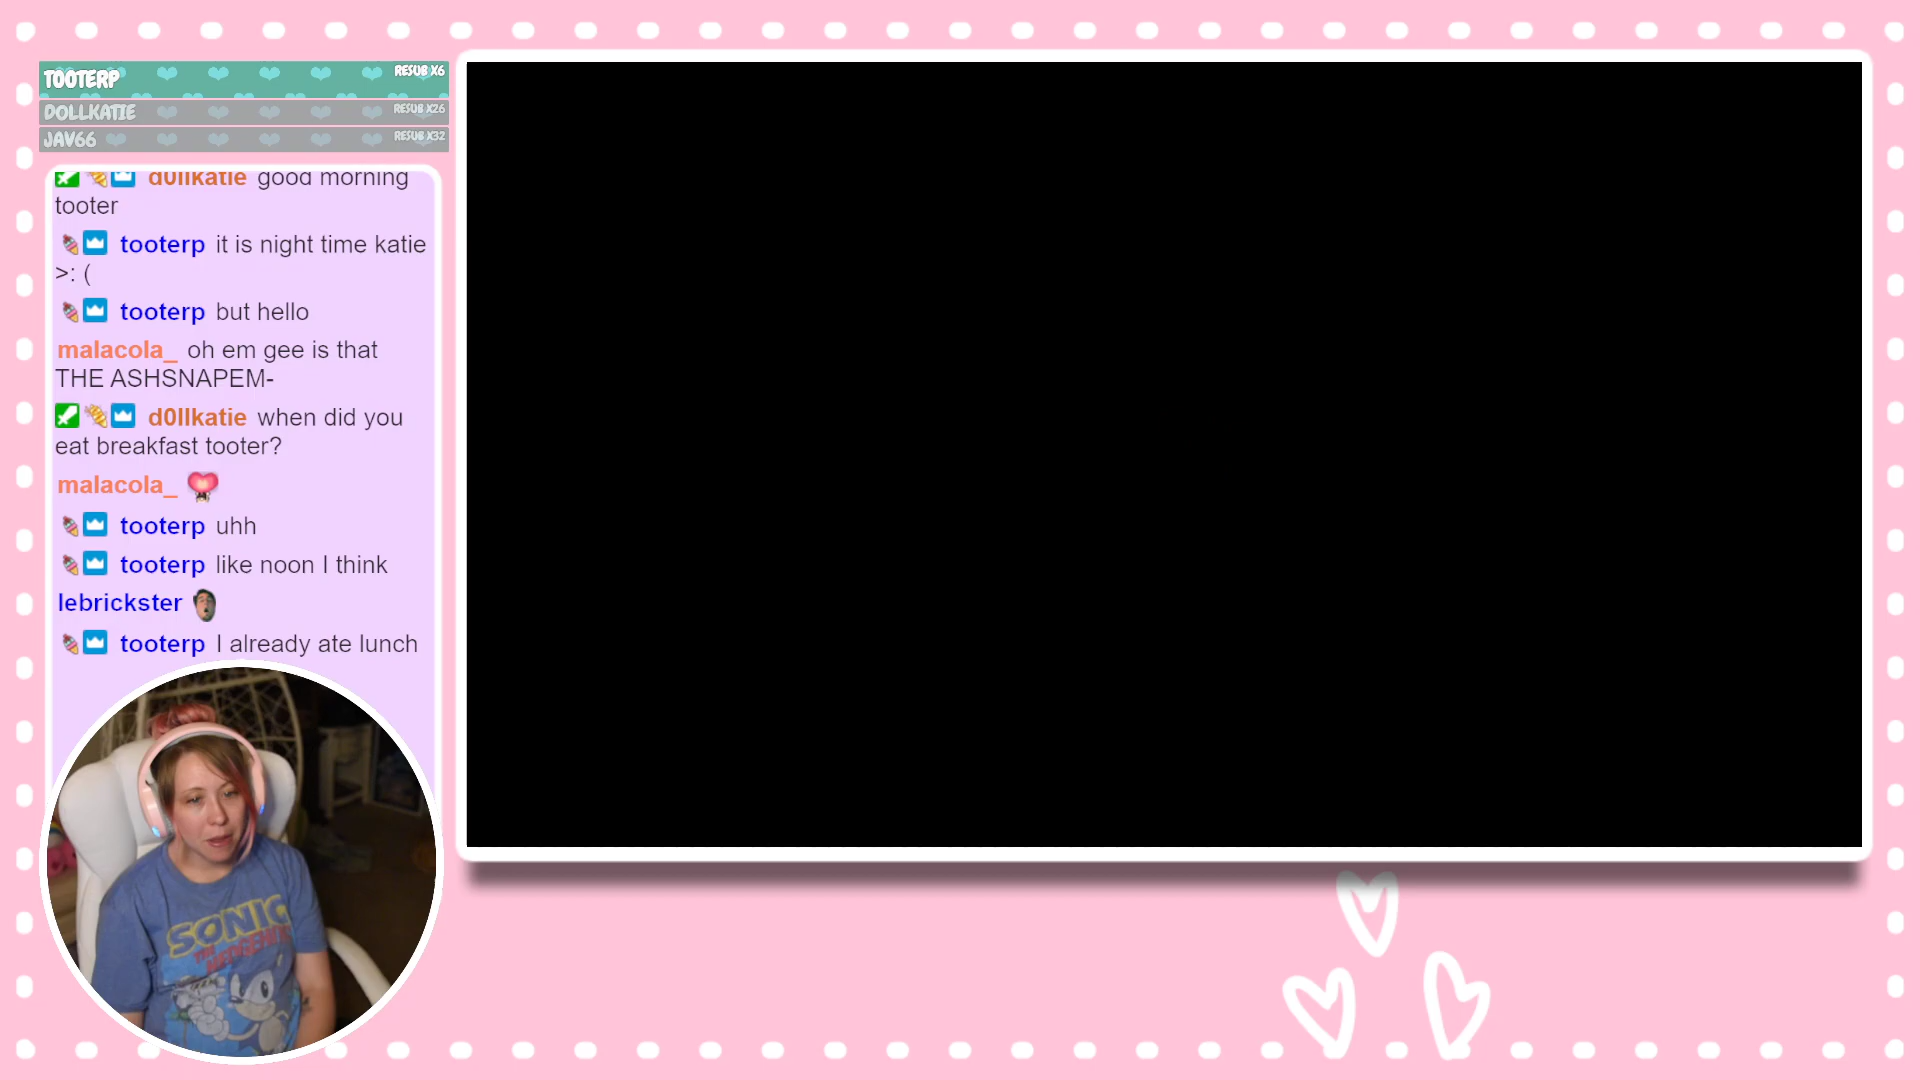 TOOTERP RESUB X6
DOLLKATIE RESUB X26
JAV66 RESUB X32
d0llkatie good morning
tooter
tooterp it is night time katie
>: (
tooterp but hello
malacola_ oh em gee is that
THE ASHSNAPEM-
d0llkatie when did you
eat breakfast tooter?
malacola_
tooterp uhh
tooterp like noon I think
lebrickster
tooterp I already ate lunch
SONIC
THE HEDGEHOG